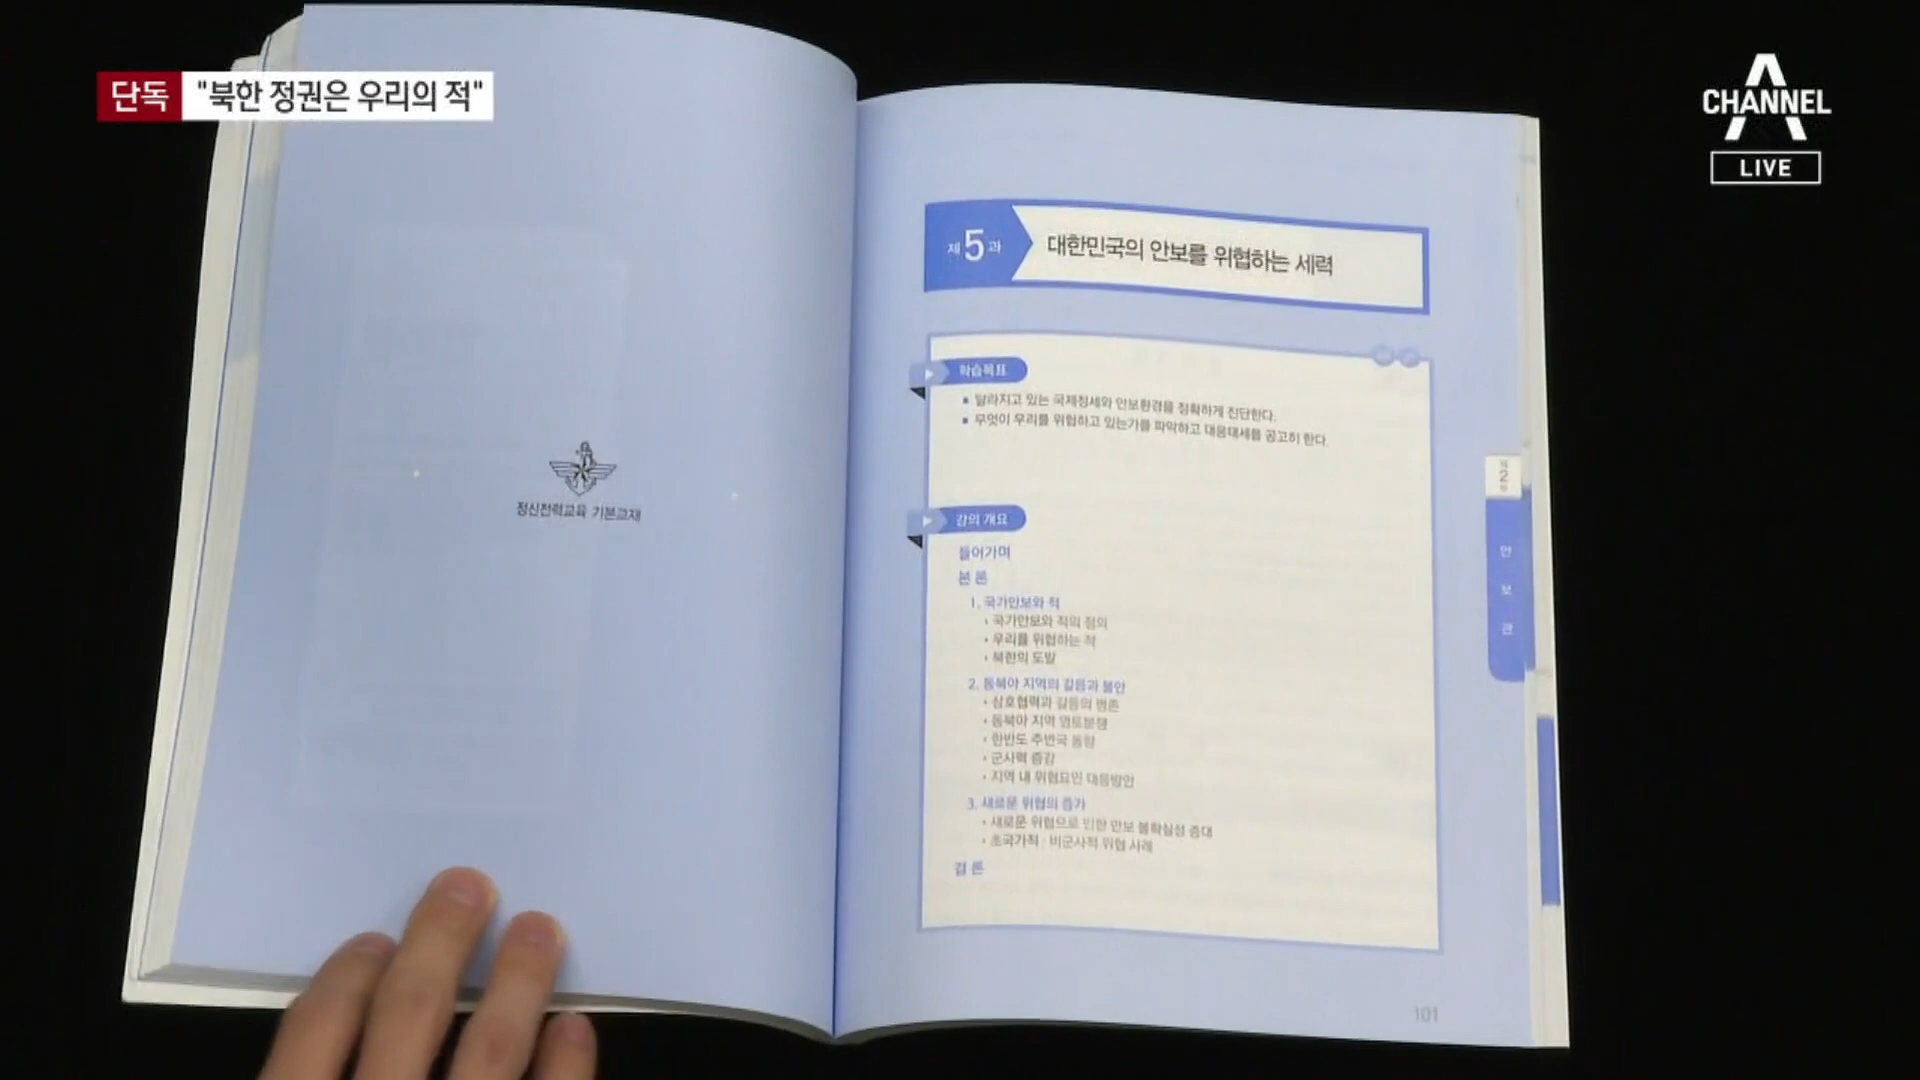 단독 "북한 정권은 우리의 적"
CHANNEL A
LIVE
정신전력교육 기본교재
제5과 대한민국의 안보를 위협하는 세력
학습목표
▪ 달라지고 있는 국제정세와 안보환경을 정확하게 진단한다.
▪ 무엇이 우리를 위협하고 있는가를 파악하고 대응태세를 공고히 한다.
강의 개요
들어가며
본 론
1. 국가안보와 적
• 국가안보와 적의 정의
• 우리를 위협하는 적
• 북한의 도발
2. 동북아 지역의 갈등과 불안
• 상호협력과 갈등의 병존
• 동북아 지역 영토분쟁
• 한반도 주변국 동향
• 군사력 증강
• 지역 내 위협요인 대응방안
3. 새로운 위협의 증가
• 새로운 위협으로 인한 안보 불확실성 증대
• 초국가적 · 비군사적 위협 사례
결 론
제2장
안보관
101